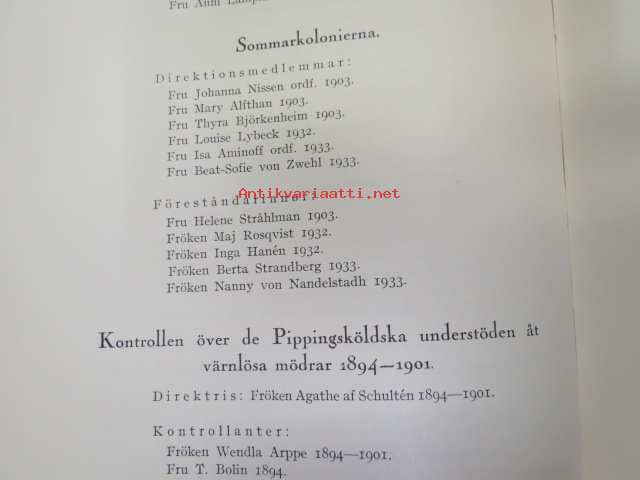 Fru Anni
Sommarkolonierna.
Direktionsmedlemmar:
Fru Johanna Nissen ordf. 1903.
Fru Mary Alfthan 1903.
Fru Thyra Björkenheim 1903.
Fru Louise Lybeck 1932.
Fru Isa Aminoff ordf. 1933.
Fru Beat-Sofie von Zwehl 1933.
Antikvariaatti.net
Föreståndarinnor:
Fru Helene Stråhlman 1903.
Fröken Maj Rosqvist 1932.
Fröken Inga Hanén 1932.
Fröken Berta Strandberg 1933.
Fröken Nanny von Nandelstadh 1933.
Kontrollen över de Pippingsköldska understöden åt
värnlösa mödrar 1894—1901.
Direktris: Fröken Agathe af Schultén 1894—1901.
Kontrollanter:
Fröken Wendla Arppe 1894—1901.
Fru T. Bolin 1894.